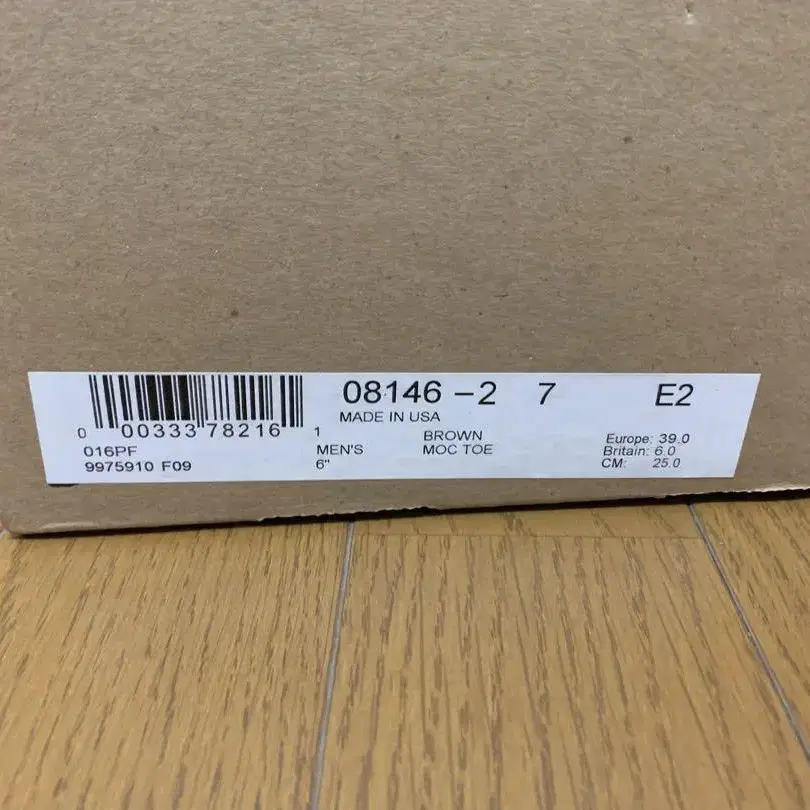 08146 -2 7 E2
MADE IN USA
0 00333 78216 1
016PF
9975910 F09
MEN'S
6"
BROWN
MOC TOE
Europe: 39.0
Britain: 6.0
CM: 25.0